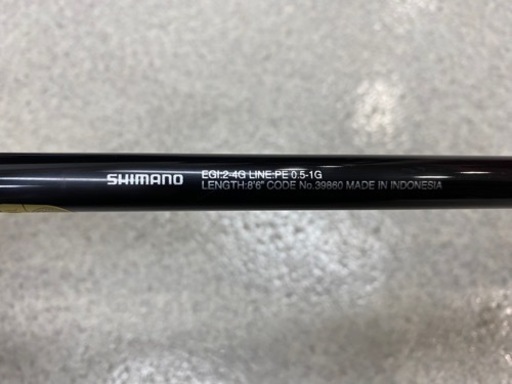 SHIMANO
EGI:2-4G LINE:PE 0.5-1G
LENGTH:8'6" CODE No.39860 MADE IN INDONESIA